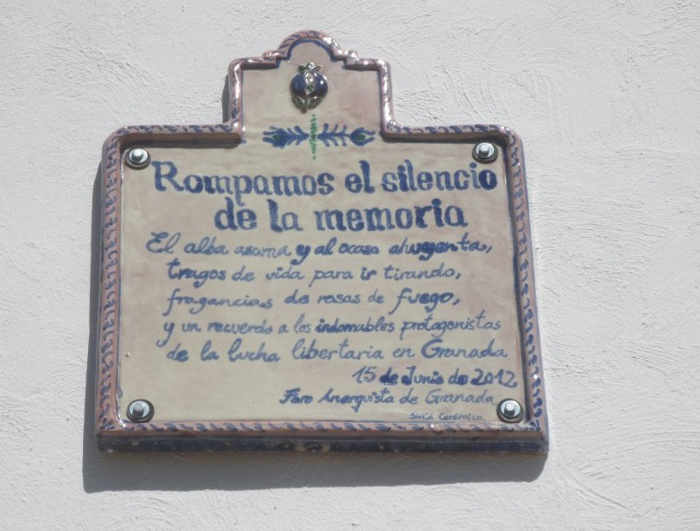 Rompamos el silencio
de la memoria
El alba asoma y al ocaso ahuyenta,
tragos de vida para ir tirando,
fragancias de rosas de fuego,
y un recuerdo a los indomables protagonistas
de la lucha libertaria en Granada
15 de Junio de 2012
Foro Anarquista de Granada